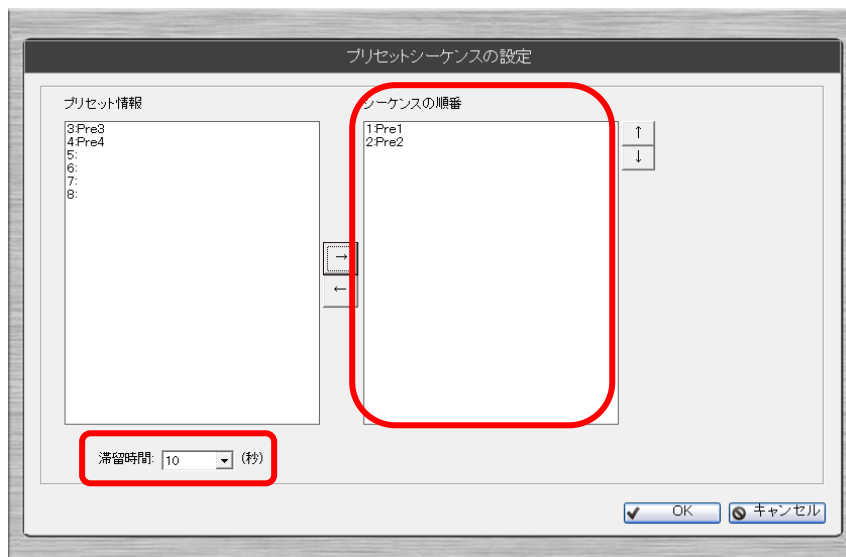 プリセットシーケンスの設定
プリセット情報
3:Pre3
4:Pre4
5:
6:
7:
8:
→
←
シーケンスの順番
1:Pre1
2:Pre2
↑
↓
滞留時間: 10 (秒)
OK キャンセル